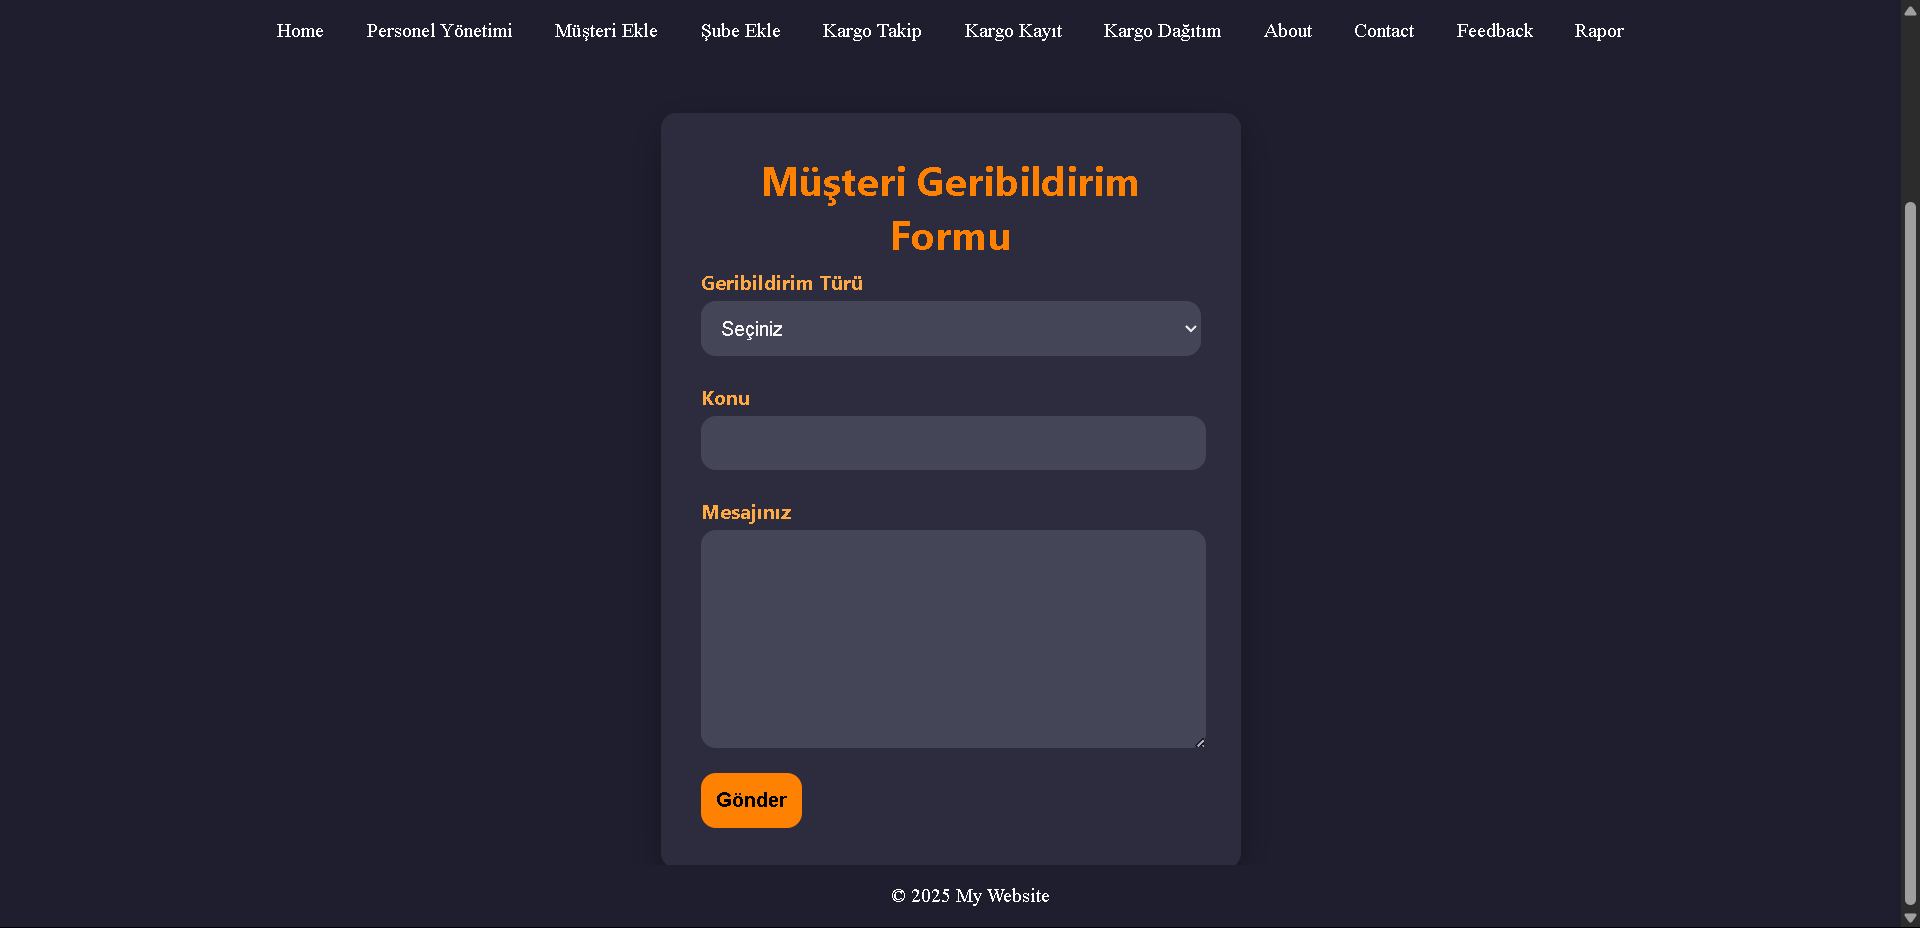 Home Personel Yönetimi Müşteri Ekle Şube Ekle Kargo Takip Kargo Kayıt Kargo Dağıtım About Contact Feedback Rapor
Müşteri Geribildirim
Formu
Geribildirim Türü
Seçiniz
Konu
Mesajınız
Gönder
© 2025 My Website